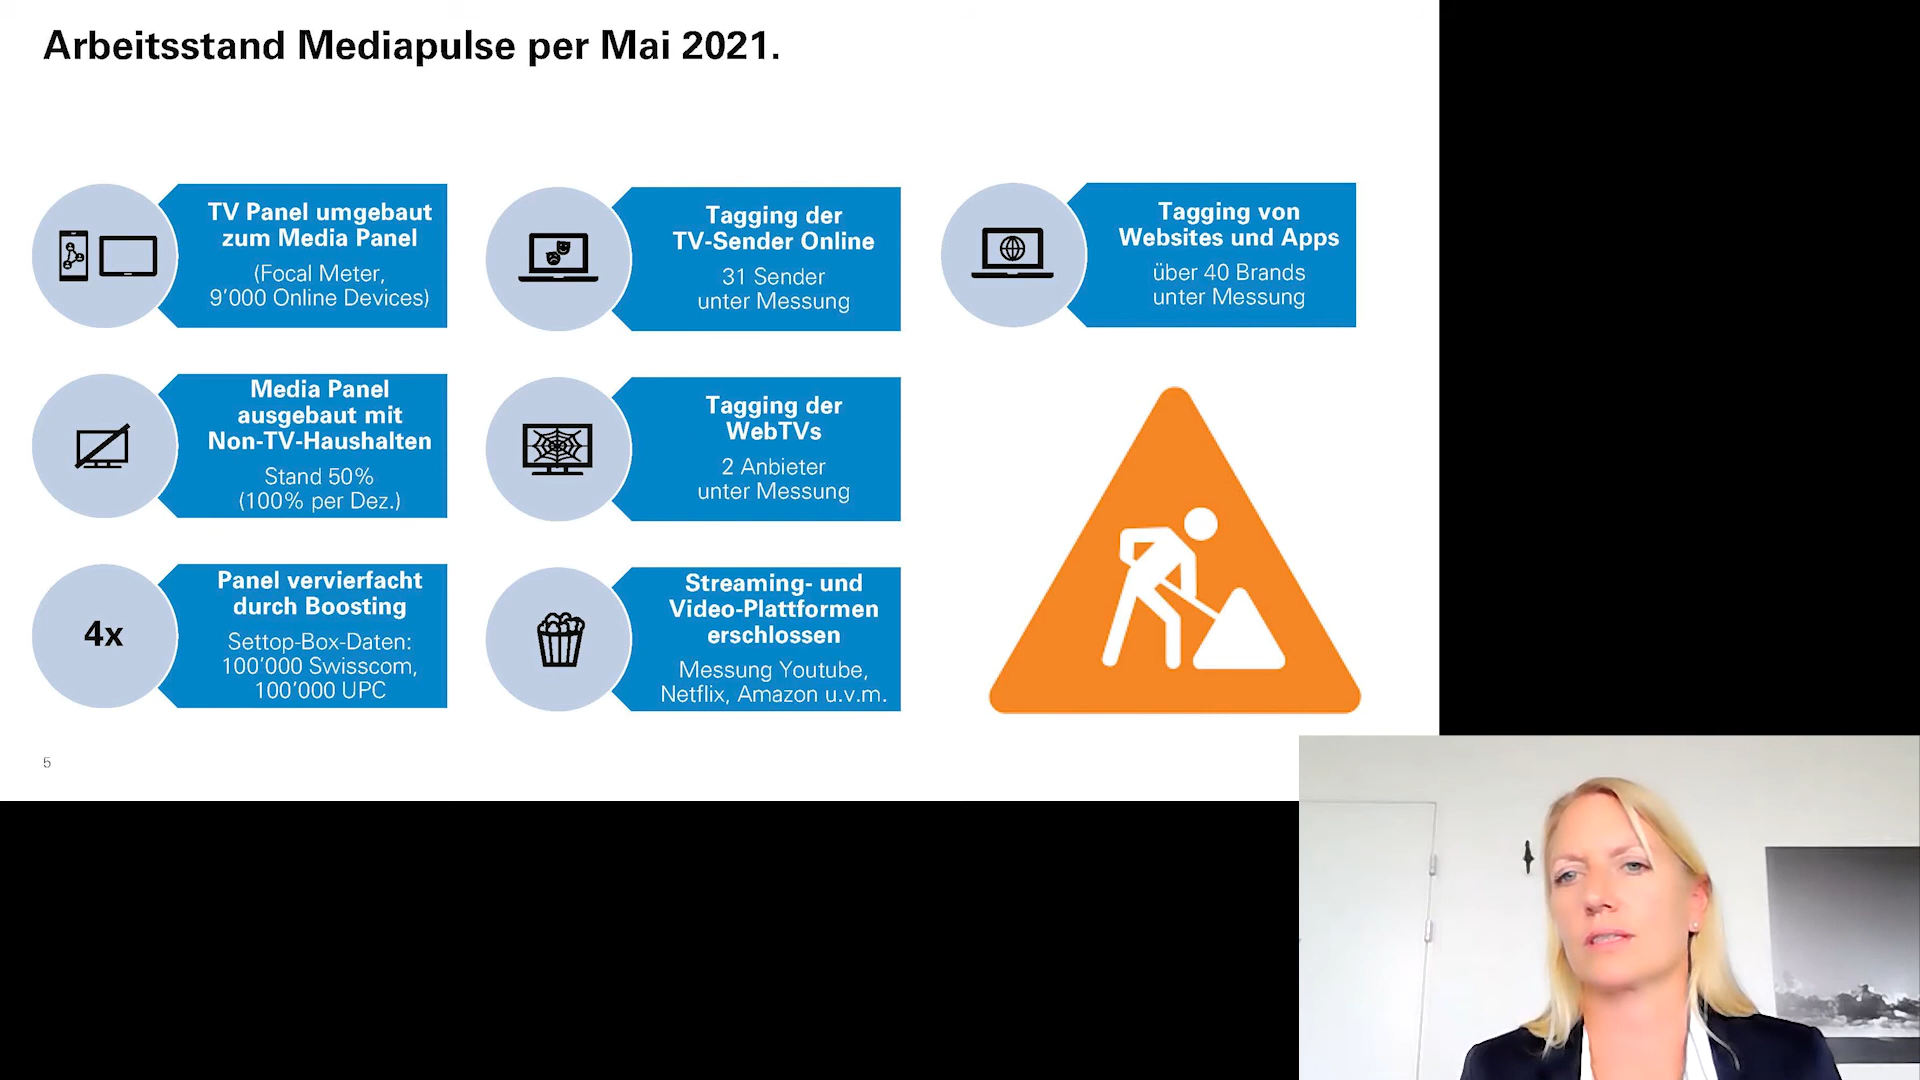 Arbeitsstand Mediapulse per Mai 2021.
TV Panel umgebaut
zum Media Panel
(Focal Meter,
9’000 Online Devices)
Tagging der
TV-Sender Online
31 Sender
unter Messung
Tagging von
Websites und Apps
über 40 Brands
unter Messung
Media Panel
ausgebaut mit
Non-TV-Haushalten
Stand 50%
(100% per Dez.)
Tagging der
WebTVs
2 Anbieter
unter Messung
4x
Panel vervierfacht
durch Boosting
Settop-Box-Daten:
100’000 Swisscom,
100’000 UPC
Streaming- und
Video-Plattformen
erschlossen
Messung Youtube,
Netflix, Amazon u.v.m.
5